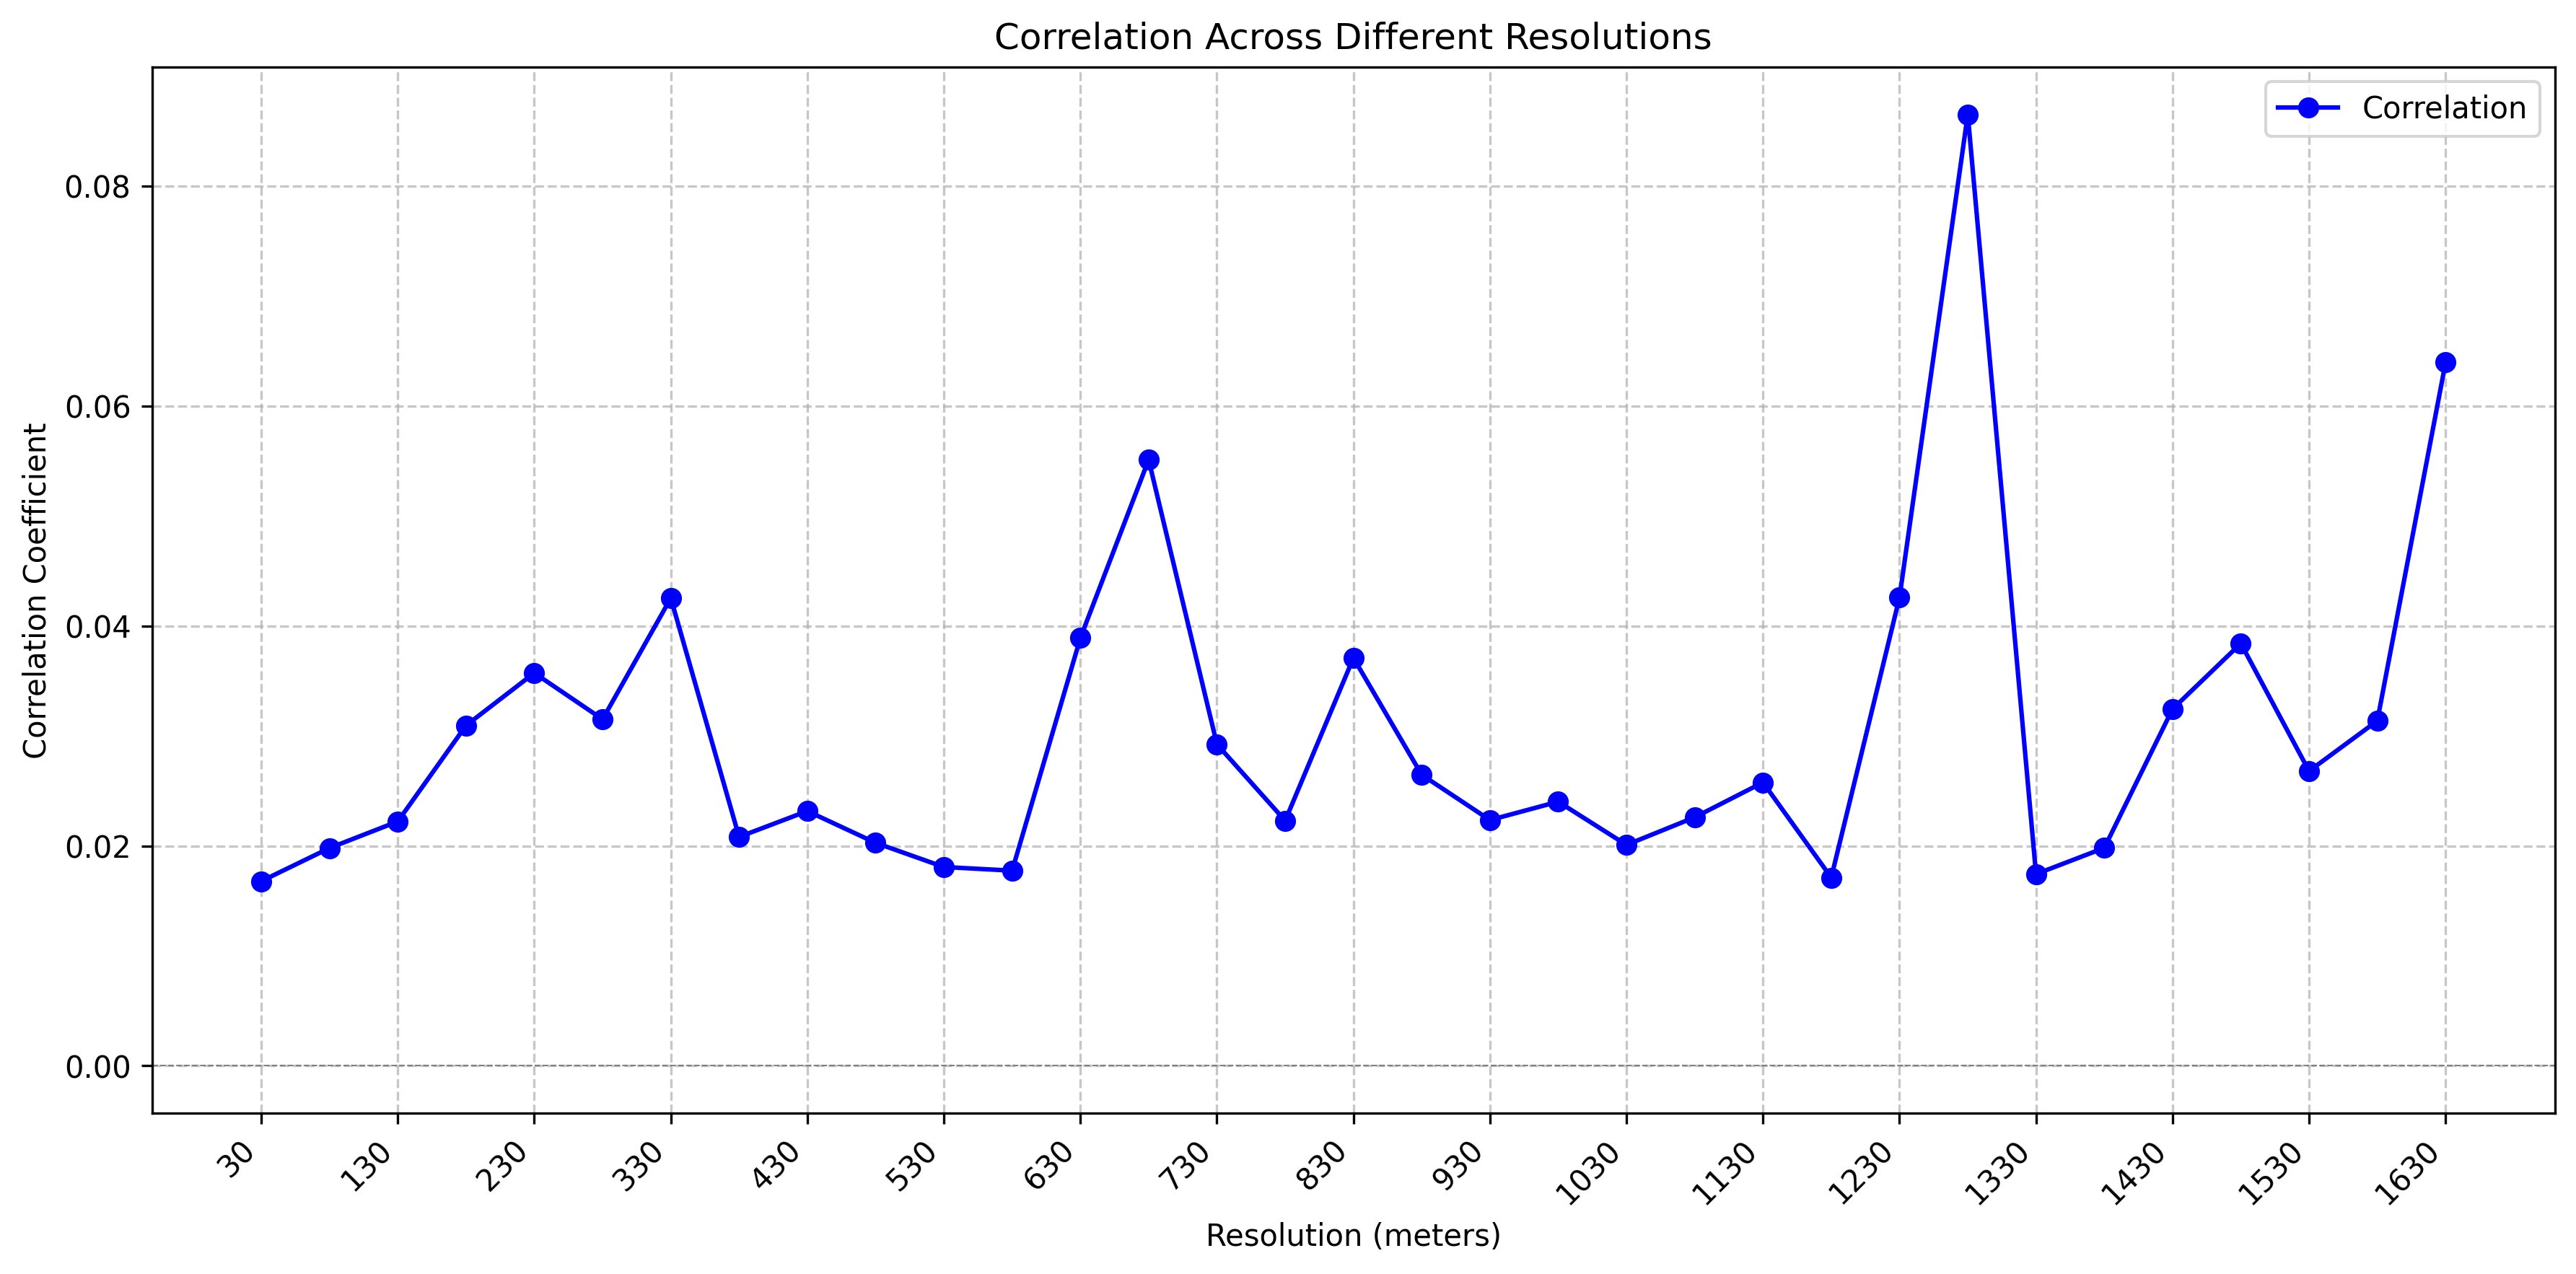 Correlation Across Different Resolutions
Correlation
0.08
0.06
0.04
0.02
0.00
Correlation Coefficient
30 130 230 330 430 530 630 730 830 930 1030 1130 1230 1330 1430 1530 1630
Resolution (meters)